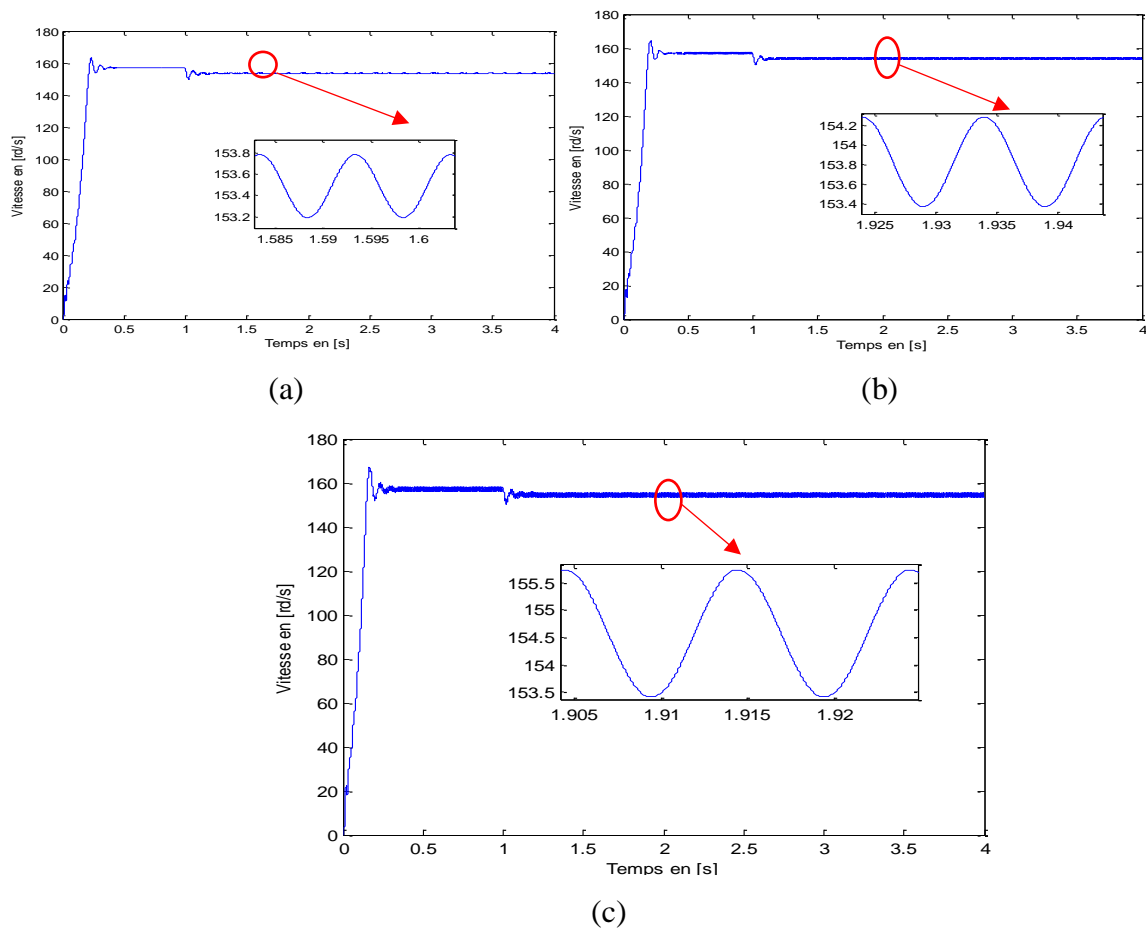 180
160
140
120
100
80
60
40
20
0
Vitesse en [rd/s]
153.8
153.6
153.4
153.2
1.585 1.59 1.595 1.6
0 0.5 1 1.5 2 2.5 3 3.5 4
Temps en [s]
(a)
180
160
140
120
100
80
60
40
20
0
Vitesse en [rd/s]
154.2
154
153.8
153.6
153.4
1.925 1.93 1.935 1.94
0 0.5 1 1.5 2 2.5 3 3.5 4
Temps en [s]
(b)
180
160
140
120
100
80
60
40
20
0
Vitesse en [rd/s]
155.5
155
154.5
154
153.5
1.905 1.91 1.915 1.92
0 0.5 1 1.5 2 2.5 3 3.5 4
Temps en [s]
(c)